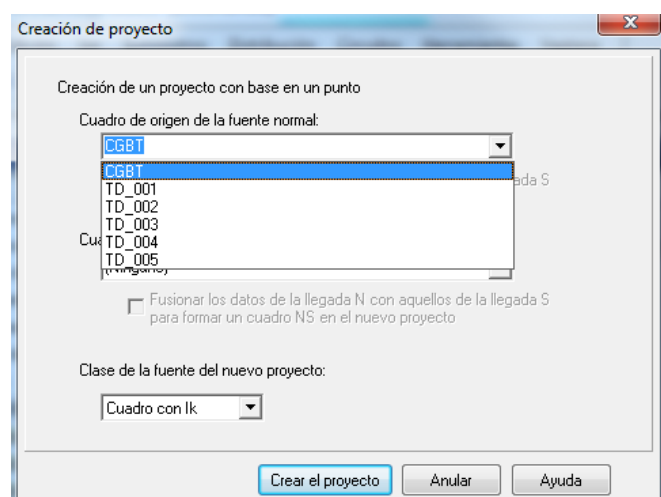 Creación de proyecto
Creación de un proyecto con base en un punto
Cuadro de origen de la fuente normal:
CGBT
CGBT
ada S
TD_001
TD_002
TD_003
TD_004
Cua
TD_005
Fusionar los datos de la llegada N con aquellos de la llegada S
para formar un cuadro NS en el nuevo proyecto
Clase de la fuente del nuevo proyecto:
Cuadro con Ik
Crear el proyecto
Anular
Ayuda